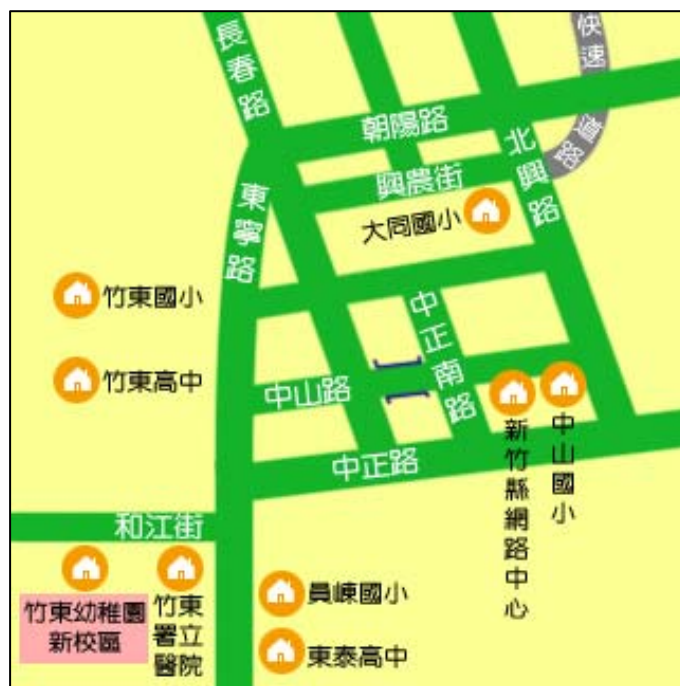 長春路
快速道路
朝陽路
北興路
興農街
東寧路
大同國小
竹東國小
中正南路
竹東高中
中山路
新竹縣網路中心
中山國小
中正路
和江街
竹東幼稚園
新校區
竹東
署立
醫院
員崠國小
東泰高中